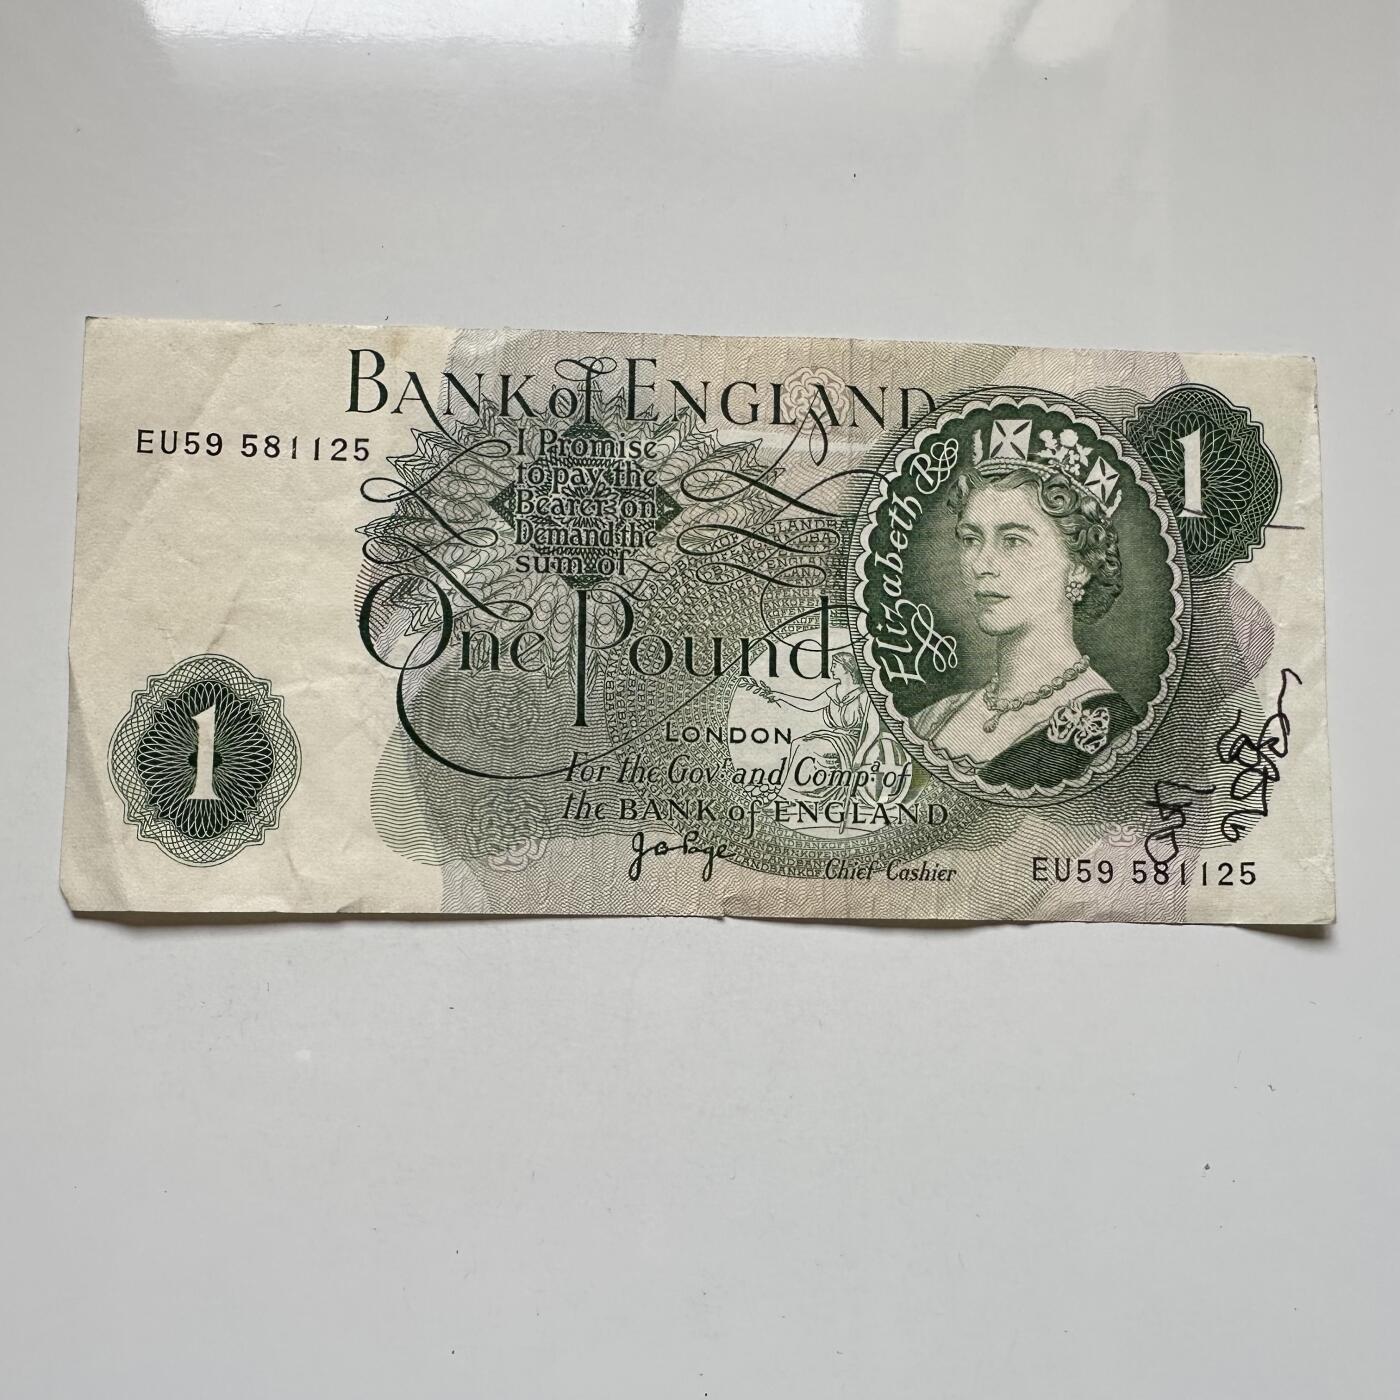 BANK of ENGLAND
EU59 581125
I Promise
to pay the
Bearer on
Demand the
sum of
One Pound
LONDON
For the Govr. and Compa. of
the BANK of ENGLAND
Chief Cashier
Elizabeth R
1
1
EU59 581125